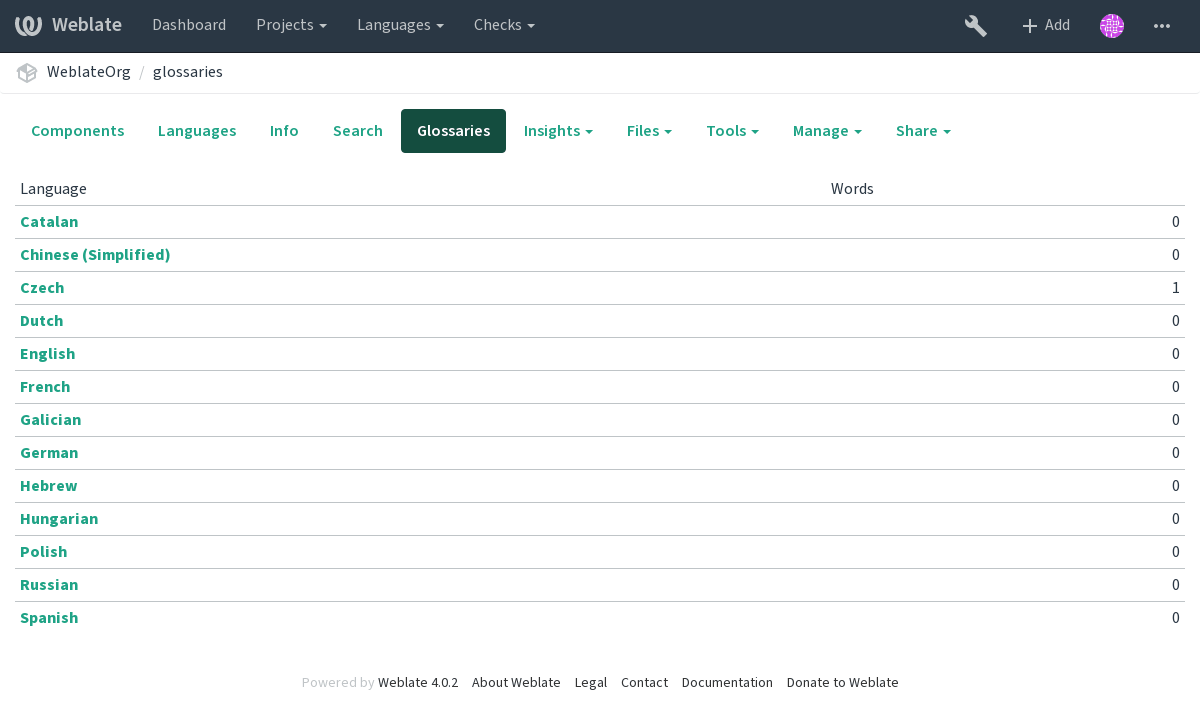 Weblate Dashboard Projects Languages Checks Add
WeblateOrg / glossaries
Components Languages Info Search Glossaries Insights Files Tools Manage Share
Language Words
Catalan 0
Chinese (Simplified) 0
Czech 1
Dutch 0
English 0
French 0
Galician 0
German 0
Hebrew 0
Hungarian 0
Polish 0
Russian 0
Spanish 0
Powered by Weblate 4.0.2 About Weblate Legal Contact Documentation Donate to Weblate